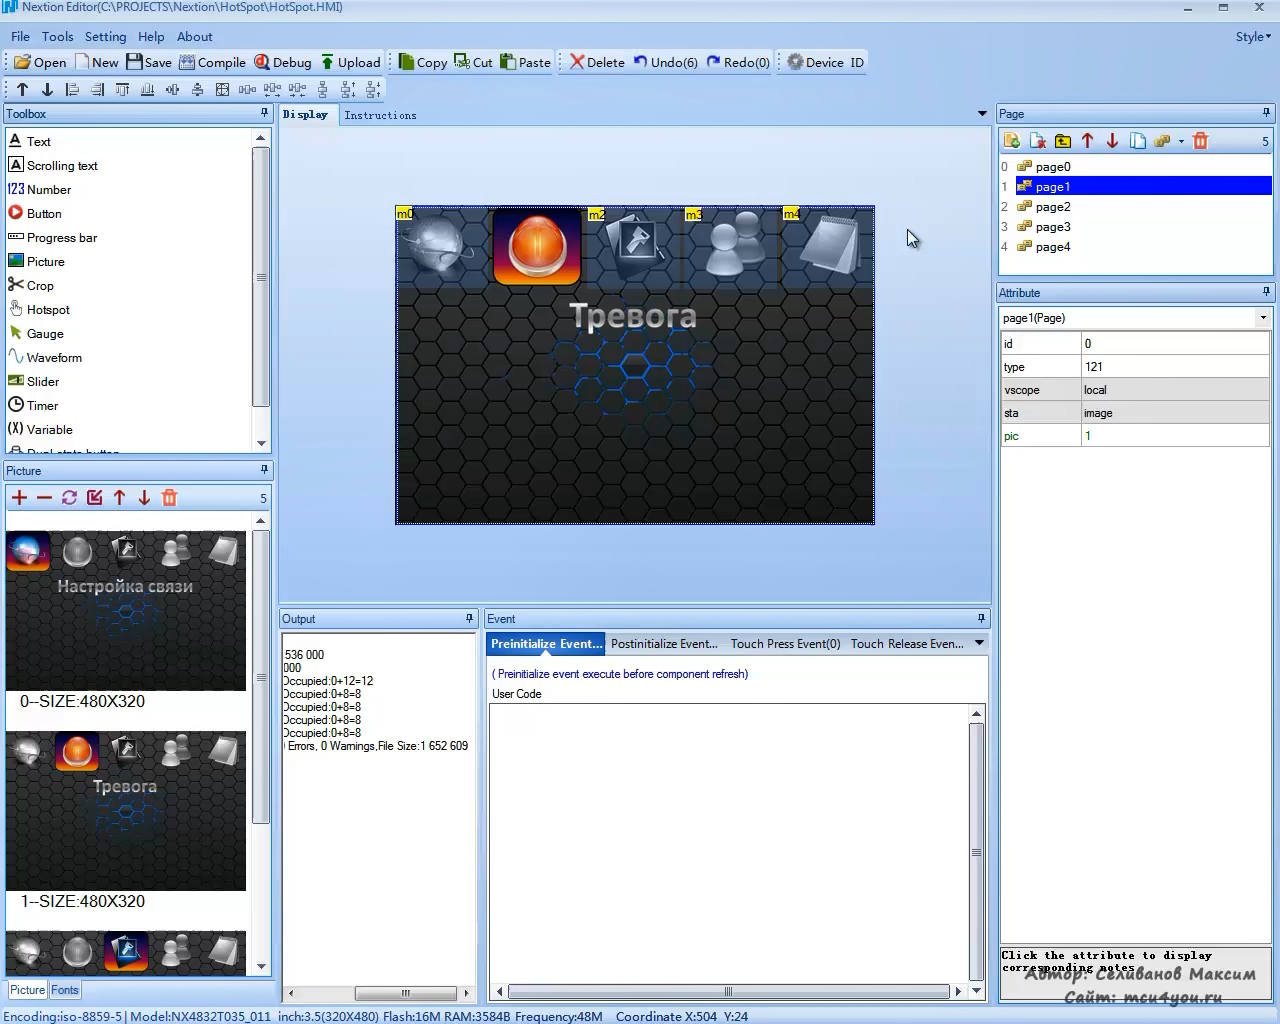 Nextion Editor(C:\PROJECTS\Nextion\HotSpot\HotSpot.HMI)
File Tools Setting Help About
Style
Open New Save Compile Debug Upload Copy Cut Paste Delete Undo(6) Redo(0) Device ID
Toolbox
Text
Scrolling text
Number
Button
Progress bar
Picture
Crop
Hotspot
Gauge
Waveform
Slider
Timer
Variable
Picture
5
Настройка связи
0--SIZE:480X320
Тревога
1--SIZE:480X320
Picture Fonts
Display Instructions
m0 m2 m3 m4
Тревога
Output
536 000
000
Occupied:0+12=12
Occupied:0+8=8
Occupied:0+8=8
Occupied:0+8=8
Occupied:0+8=8
Errors, 0 Warnings,File Size:1 652 609
Event
Preinitialize Event... Postinitialize Event... Touch Press Event(0) Touch Release Even...
( Preinitialize event execute before component refresh)
User Code
Page
5
0 page0
1 page1
2 page2
3 page3
4 page4
Attribute
page1(Page)
id 0
type 121
vscope local
sta image
pic 1
Click the attribute to display
corresponding notes
Автор: Селиванов Максим
Сайт: mcu4you.ru
Encoding:iso-8859-5 Model:NX4832T035_011 inch:3.5(320X480) Flash:16M RAM:3584B Frequency:48M Coordinate X:504 Y:24